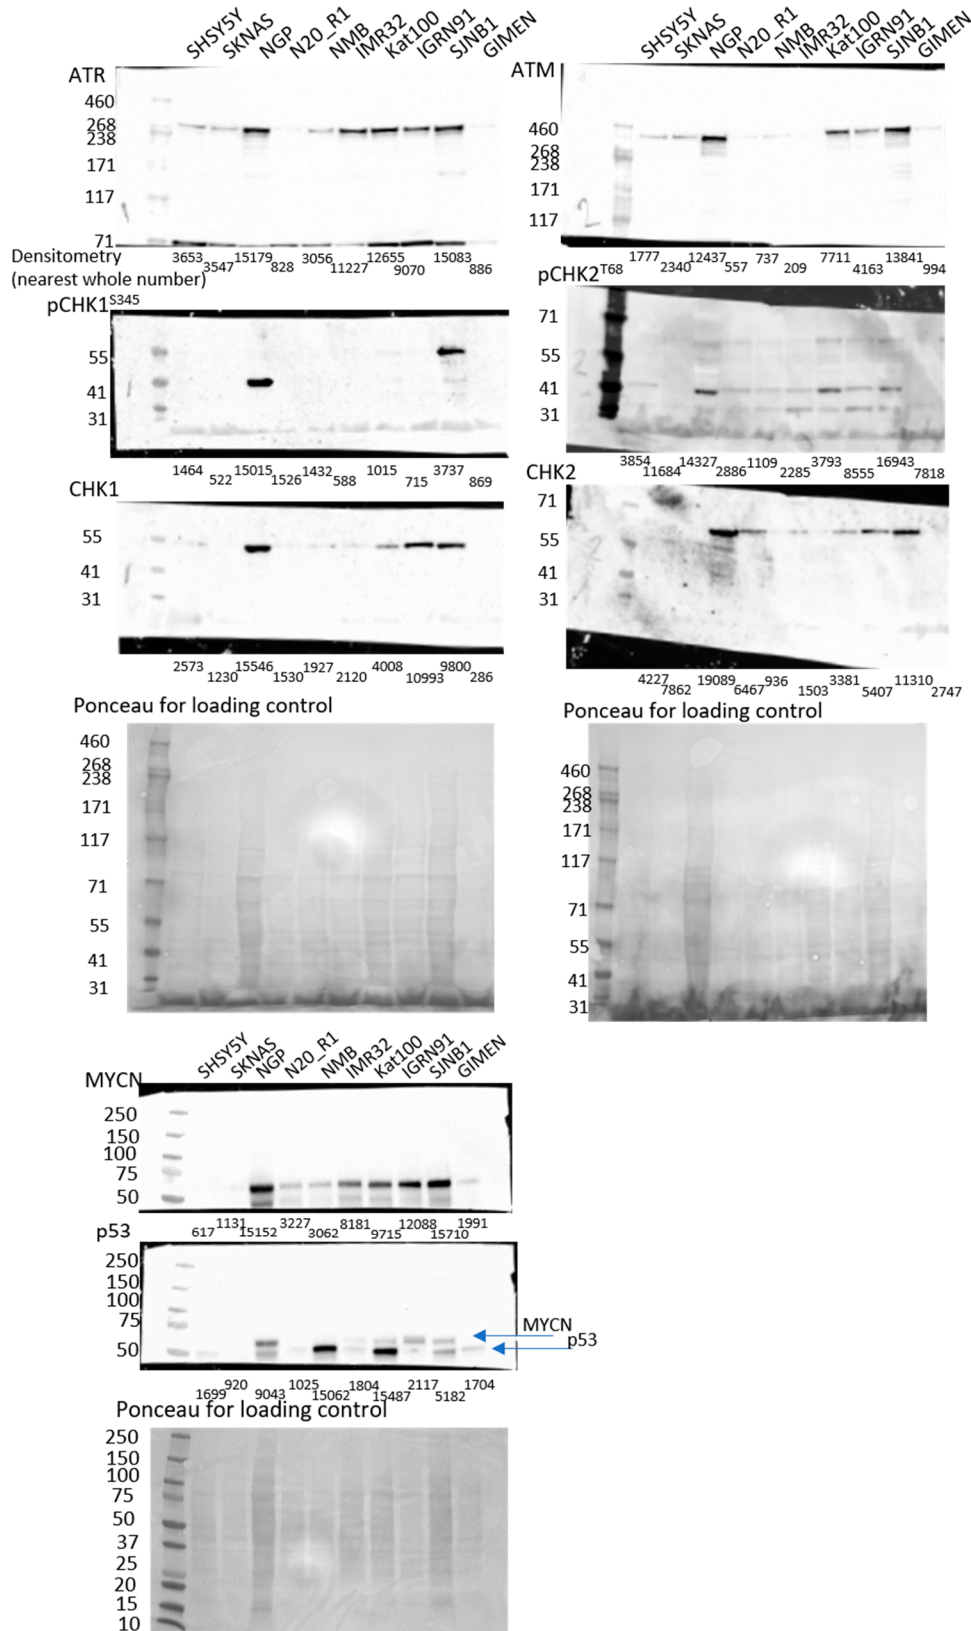 SHSY5Y SKNAS NGP N20_R1 NMB IMR32 Kat100 IGRN91 SJNB1 GIMEN
ATR
460
268
238
171
117
71
Densitometry
(nearest whole number)
3653 3547 15179 828 3056 11227 12655 9070 15083 886
pCHK1 S345
55
41
31
1464 522 15015 1526 1432 588 1015 715 3737 869
CHK1
55
41
31
2573 1230 15546 1530 1927 2120 4008 10993 9800 286
Ponceau for loading control
460
268
238
171
117
71
55
41
31
SHSY5Y SKNAS NGP N20_R1 NMB IMR32 Kat100 IGRN91 SJNB1 GIMEN
ATM
460
268
238
171
117
2
1777 2340 12437 557 737 209 7711 4163 13841 994
pCHK2 T68
71
55
41
31
2
3854 11684 14327 2886 1109 2285 3793 8555 16943 7818
CHK2
71
55
41
31
4227 7862 19089 6467 936 1503 3381 5407 11310 2747
Ponceau for loading control
460
268
238
171
117
71
55
41
31
SHSY5Y SKNAS NGP N20_R1 NMB IMR32 Kat100 IGRN91 SJNB1 GIMEN
MYCN
250
150
100
75
50
617 1131 15152 3227 3062 8181 9715 12088 15710 1991
p53
250
150
100
75
50
MYCN
p53
1699 920 9043 1025 15062 1804 15487 2117 5182 1704
Ponceau for loading control
250
150
100
75
50
37
25
20
15
10